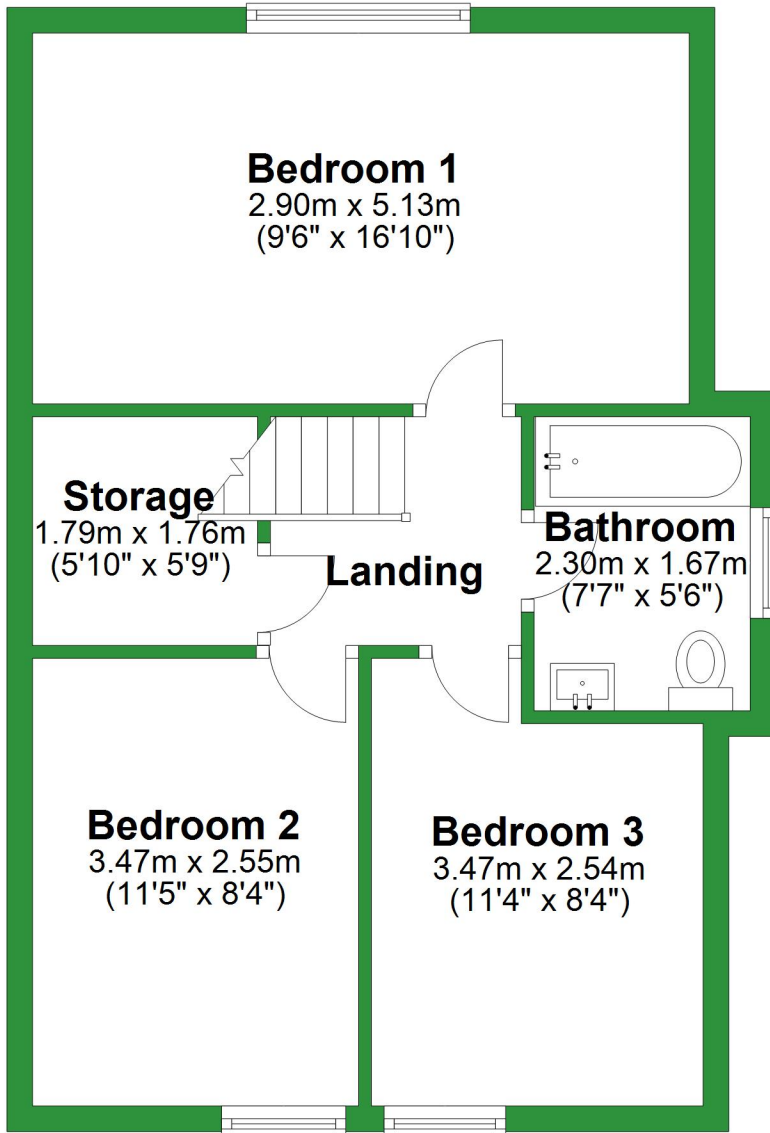 Bedroom 1
2.90m x 5.13m
(9'6" x 16'10")
Storage
1.79m x 1.76m
(5'10" x 5'9")
Landing
Bathroom
2.30m x 1.67m
(7'7" x 5'6")
Bedroom 2
3.47m x 2.55m
(11'5" x 8'4")
Bedroom 3
3.47m x 2.54m
(11'4" x 8'4")